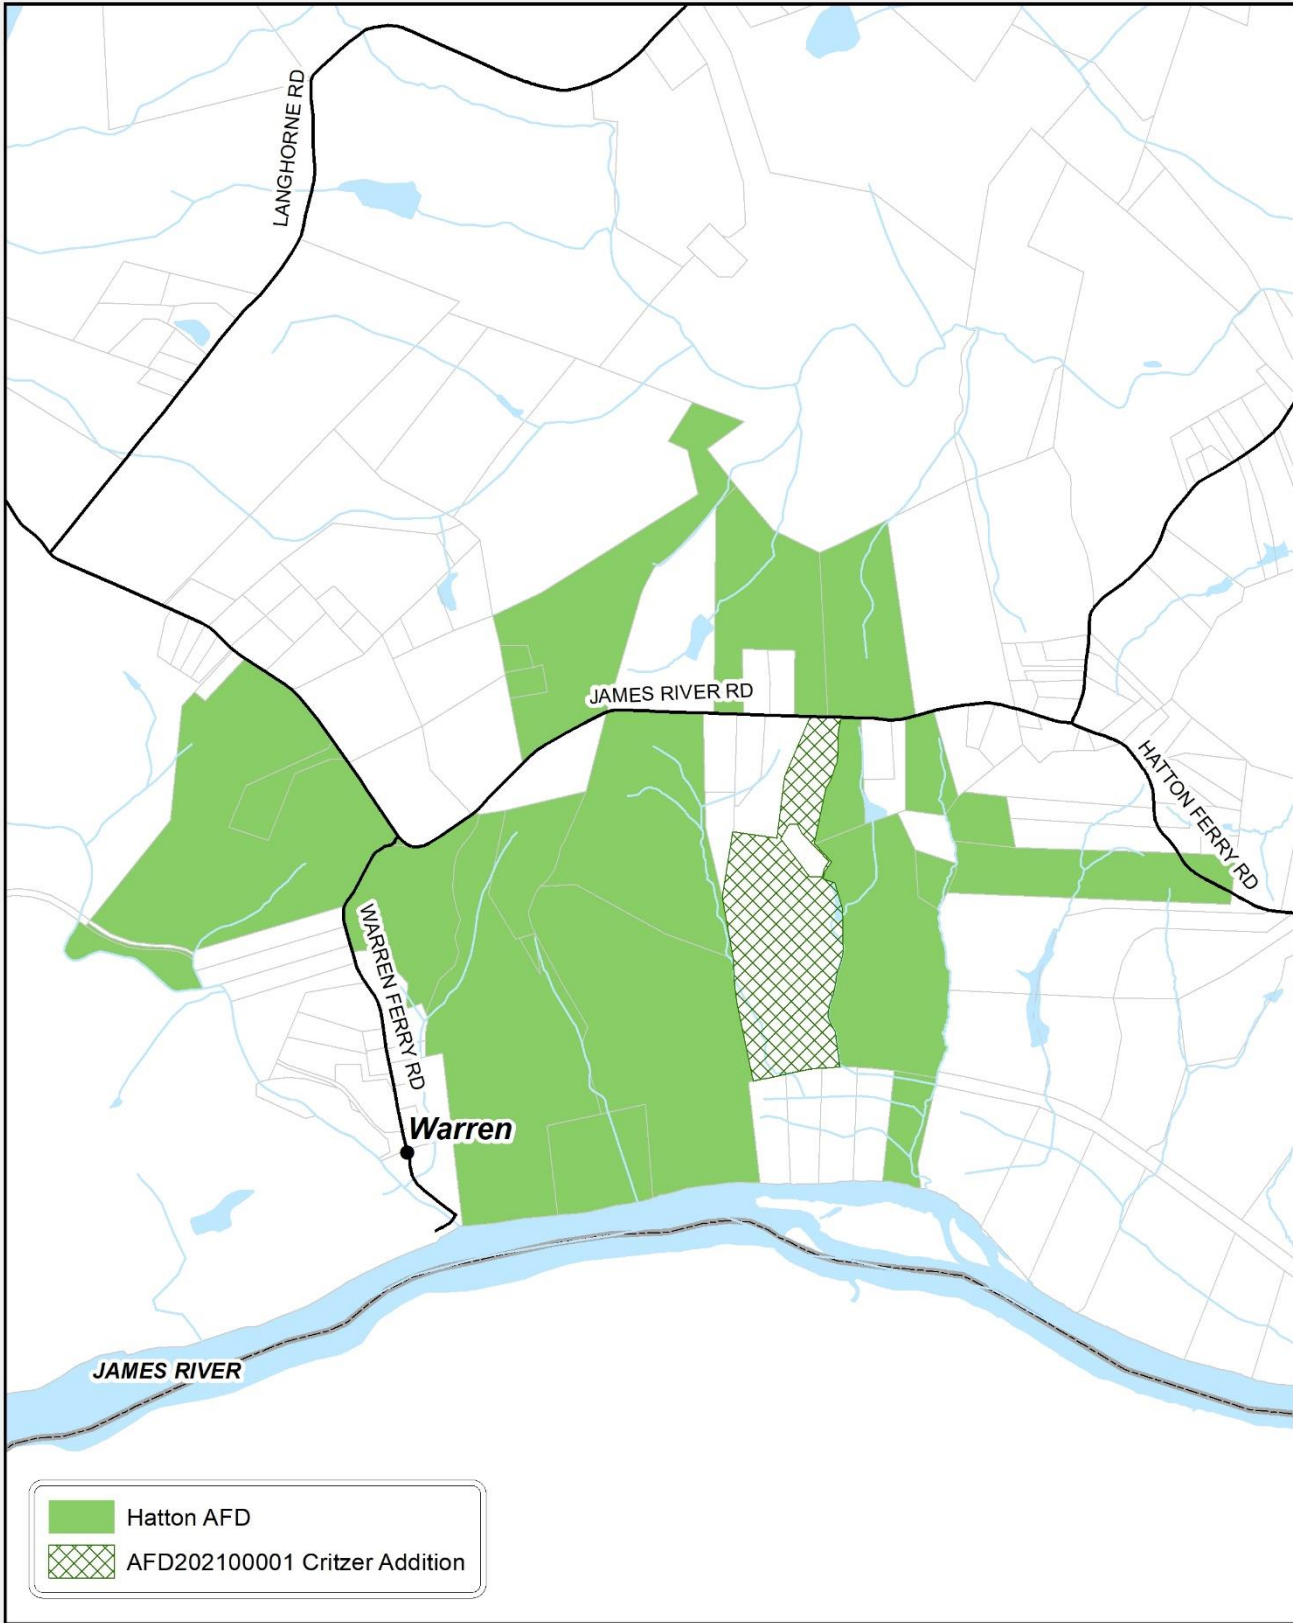 LANGHORNE RD
JAMES RIVER RD
HATTON FERRY RD
WARREN FERRY RD
Warren
JAMES RIVER
Hatton AFD
AFD202100001 Critzer Addition